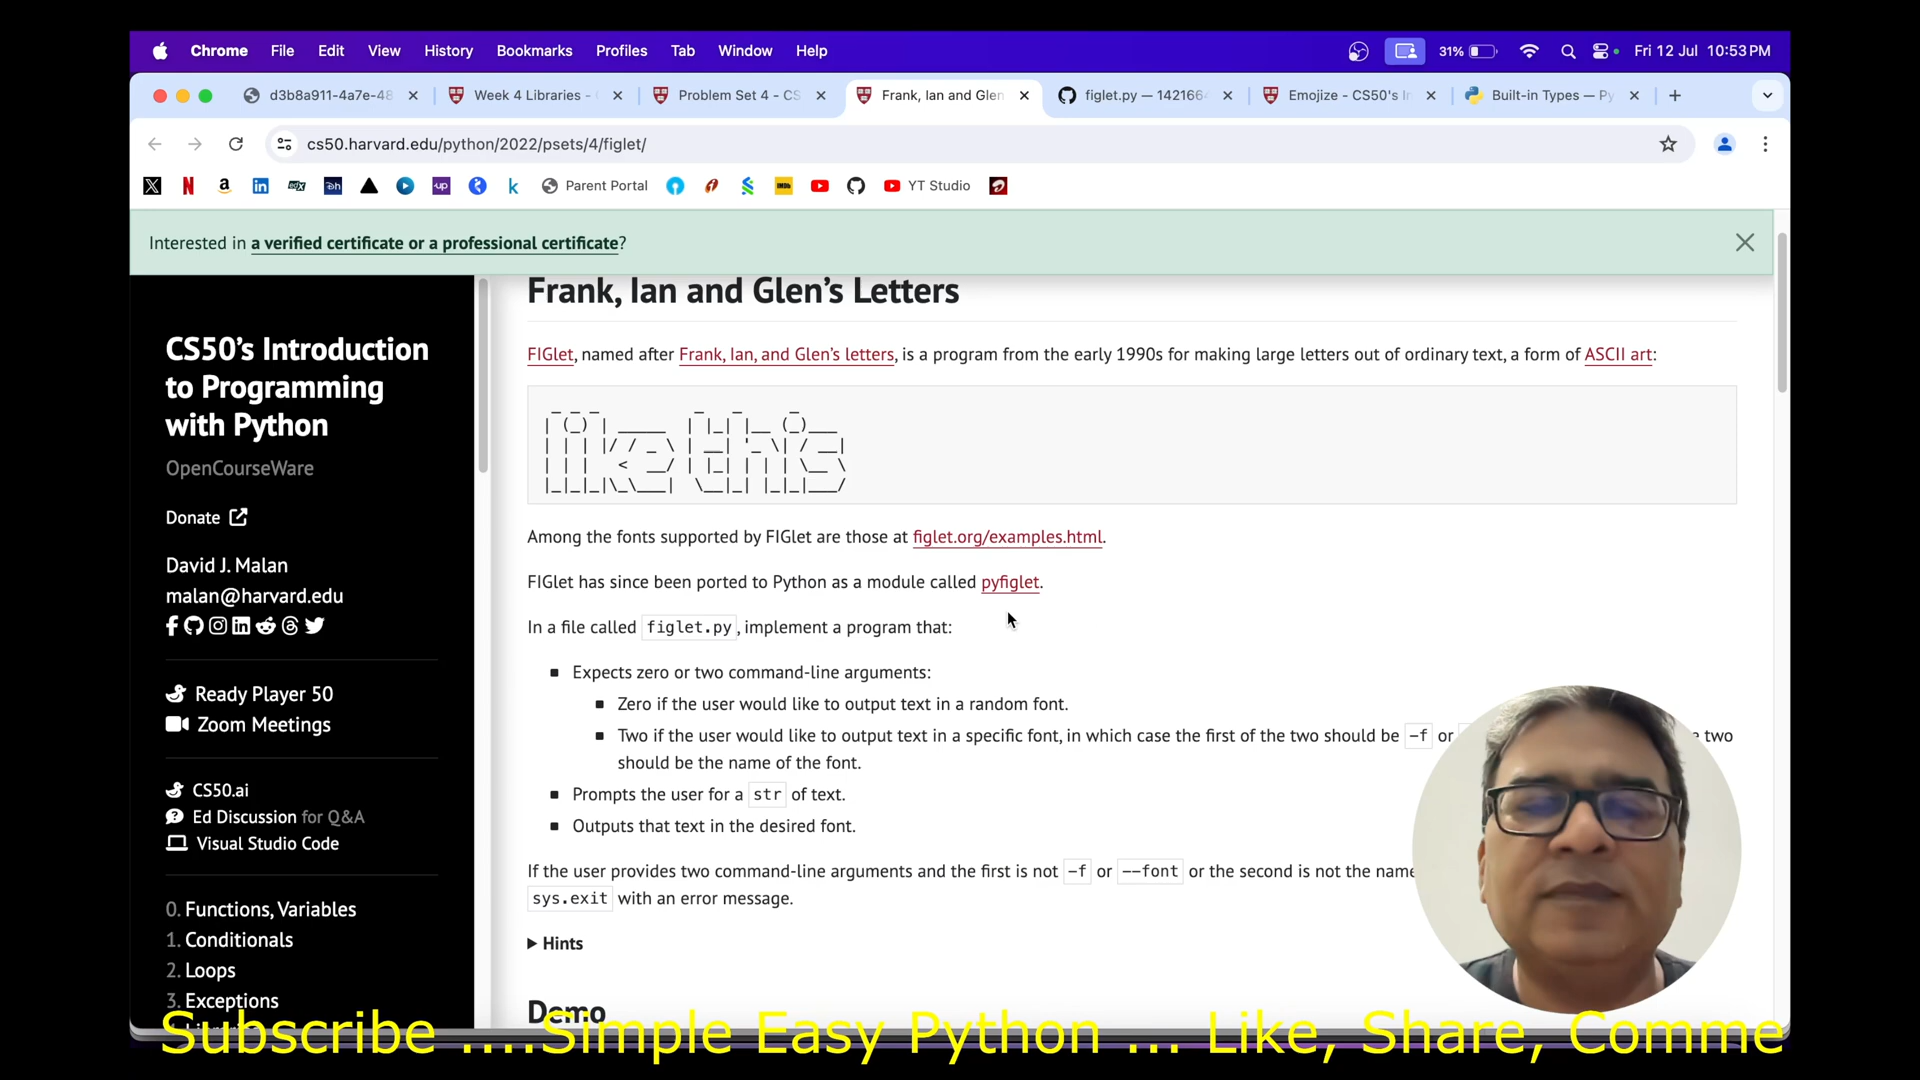 Chrome File Edit View History Bookmarks Profiles Tab Window Help 31% Fri 12 Jul 10:53 PM
d3b8a911-4a7e-48 Week 4 Libraries - Problem Set 4 - CS Frank, Ian and Glen figlet.py — 142166 Emojize - CS50's In Built-in Types — Py
cs50.harvard.edu/python/2022/psets/4/figlet/
Parent Portal YT Studio
Interested in a verified certificate or a professional certificate?
CS50's Introduction
to Programming
with Python
OpenCourseWare
Donate
David J. Malan
malan@harvard.edu
Ready Player 50
Zoom Meetings
CS50.ai
Ed Discussion for Q&A
Visual Studio Code
0. Functions, Variables
1. Conditionals
2. Loops
3. Exceptions
Frank, Ian and Glen's Letters
FIGlet, named after Frank, Ian, and Glen's letters, is a program from the early 1990s for making large letters out of ordinary text, a form of ASCII art:
like this
Among the fonts supported by FIGlet are those at figlet.org/examples.html.
FIGlet has since been ported to Python as a module called pyfiglet.
In a file called figlet.py, implement a program that:
Expects zero or two command-line arguments:
Zero if the user would like to output text in a random font.
Two if the user would like to output text in a specific font, in which case the first of the two should be -f or two
should be the name of the font.
Prompts the user for a str of text.
Outputs that text in the desired font.
If the user provides two command-line arguments and the first is not -f or --font or the second is not the name
sys.exit with an error message.
Hints
Demo
Subscribe ....Simple Easy Python ... Like, Share, Comme